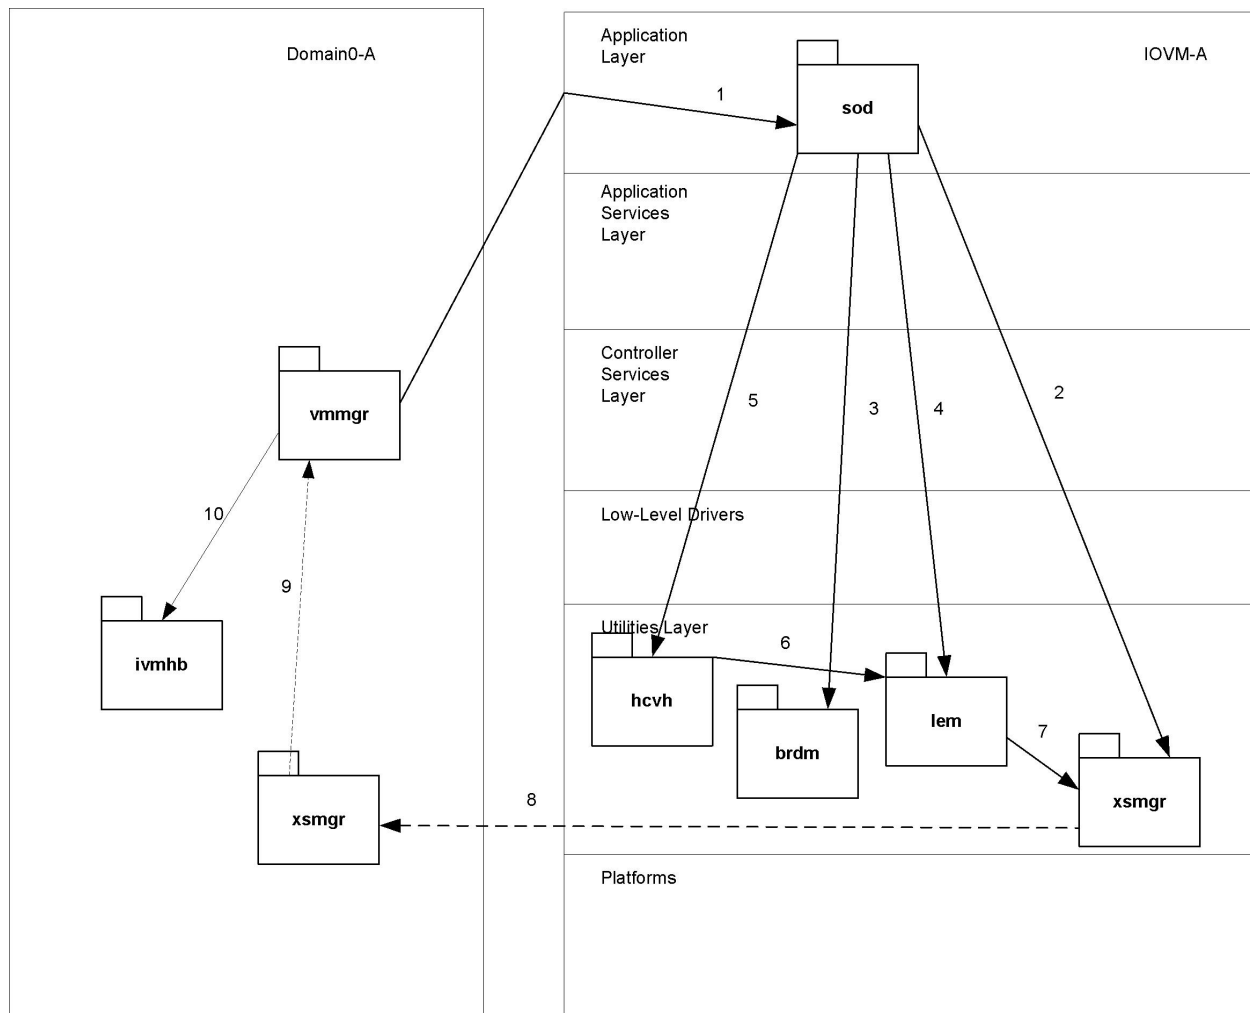 Domain0-A
Application
Layer
IOVM-A
1
sod
Application
Services
Layer
Controller
Services
Layer
5
3
4
2
vmmgr
10
Low-Level Drivers
9
Utilities Layer
6
ivmhb
hcvh
brdm
lem
7
xsmgr
8
xsmgr
Platforms